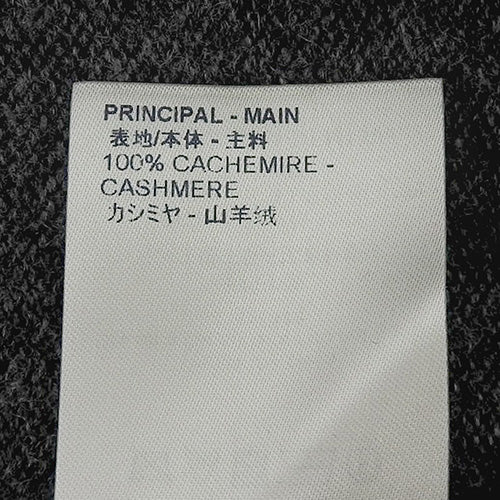 PRINCIPAL - MAIN
表地/本体 - 主料
100% CACHEMIRE -
CASHMERE
カシミヤ - 山羊绒